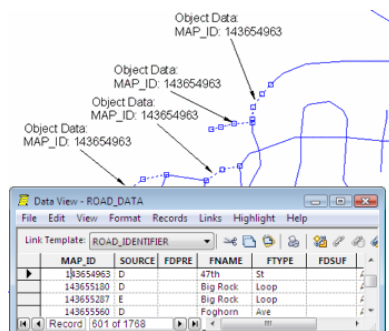 Object Data:
MAP_ID: 143654963
Object Data:
MAP_ID: 143654963
Object Data:
MAP_ID: 143654963
Object Data:
MAP_ID: 143654963
Data View - ROAD_DATA
File Edit View Format Records Links Highlight Help
Link Template: ROAD_IDENTIFIER
MAP_ID SOURCE FDPRE FNAME FTYPE FDSUF
143654963 D 47th St
143655180 D Big Rock Loop
143655287 E Big Rock Loop
143655560 D Foghorn Ave
Record 601 of 1768